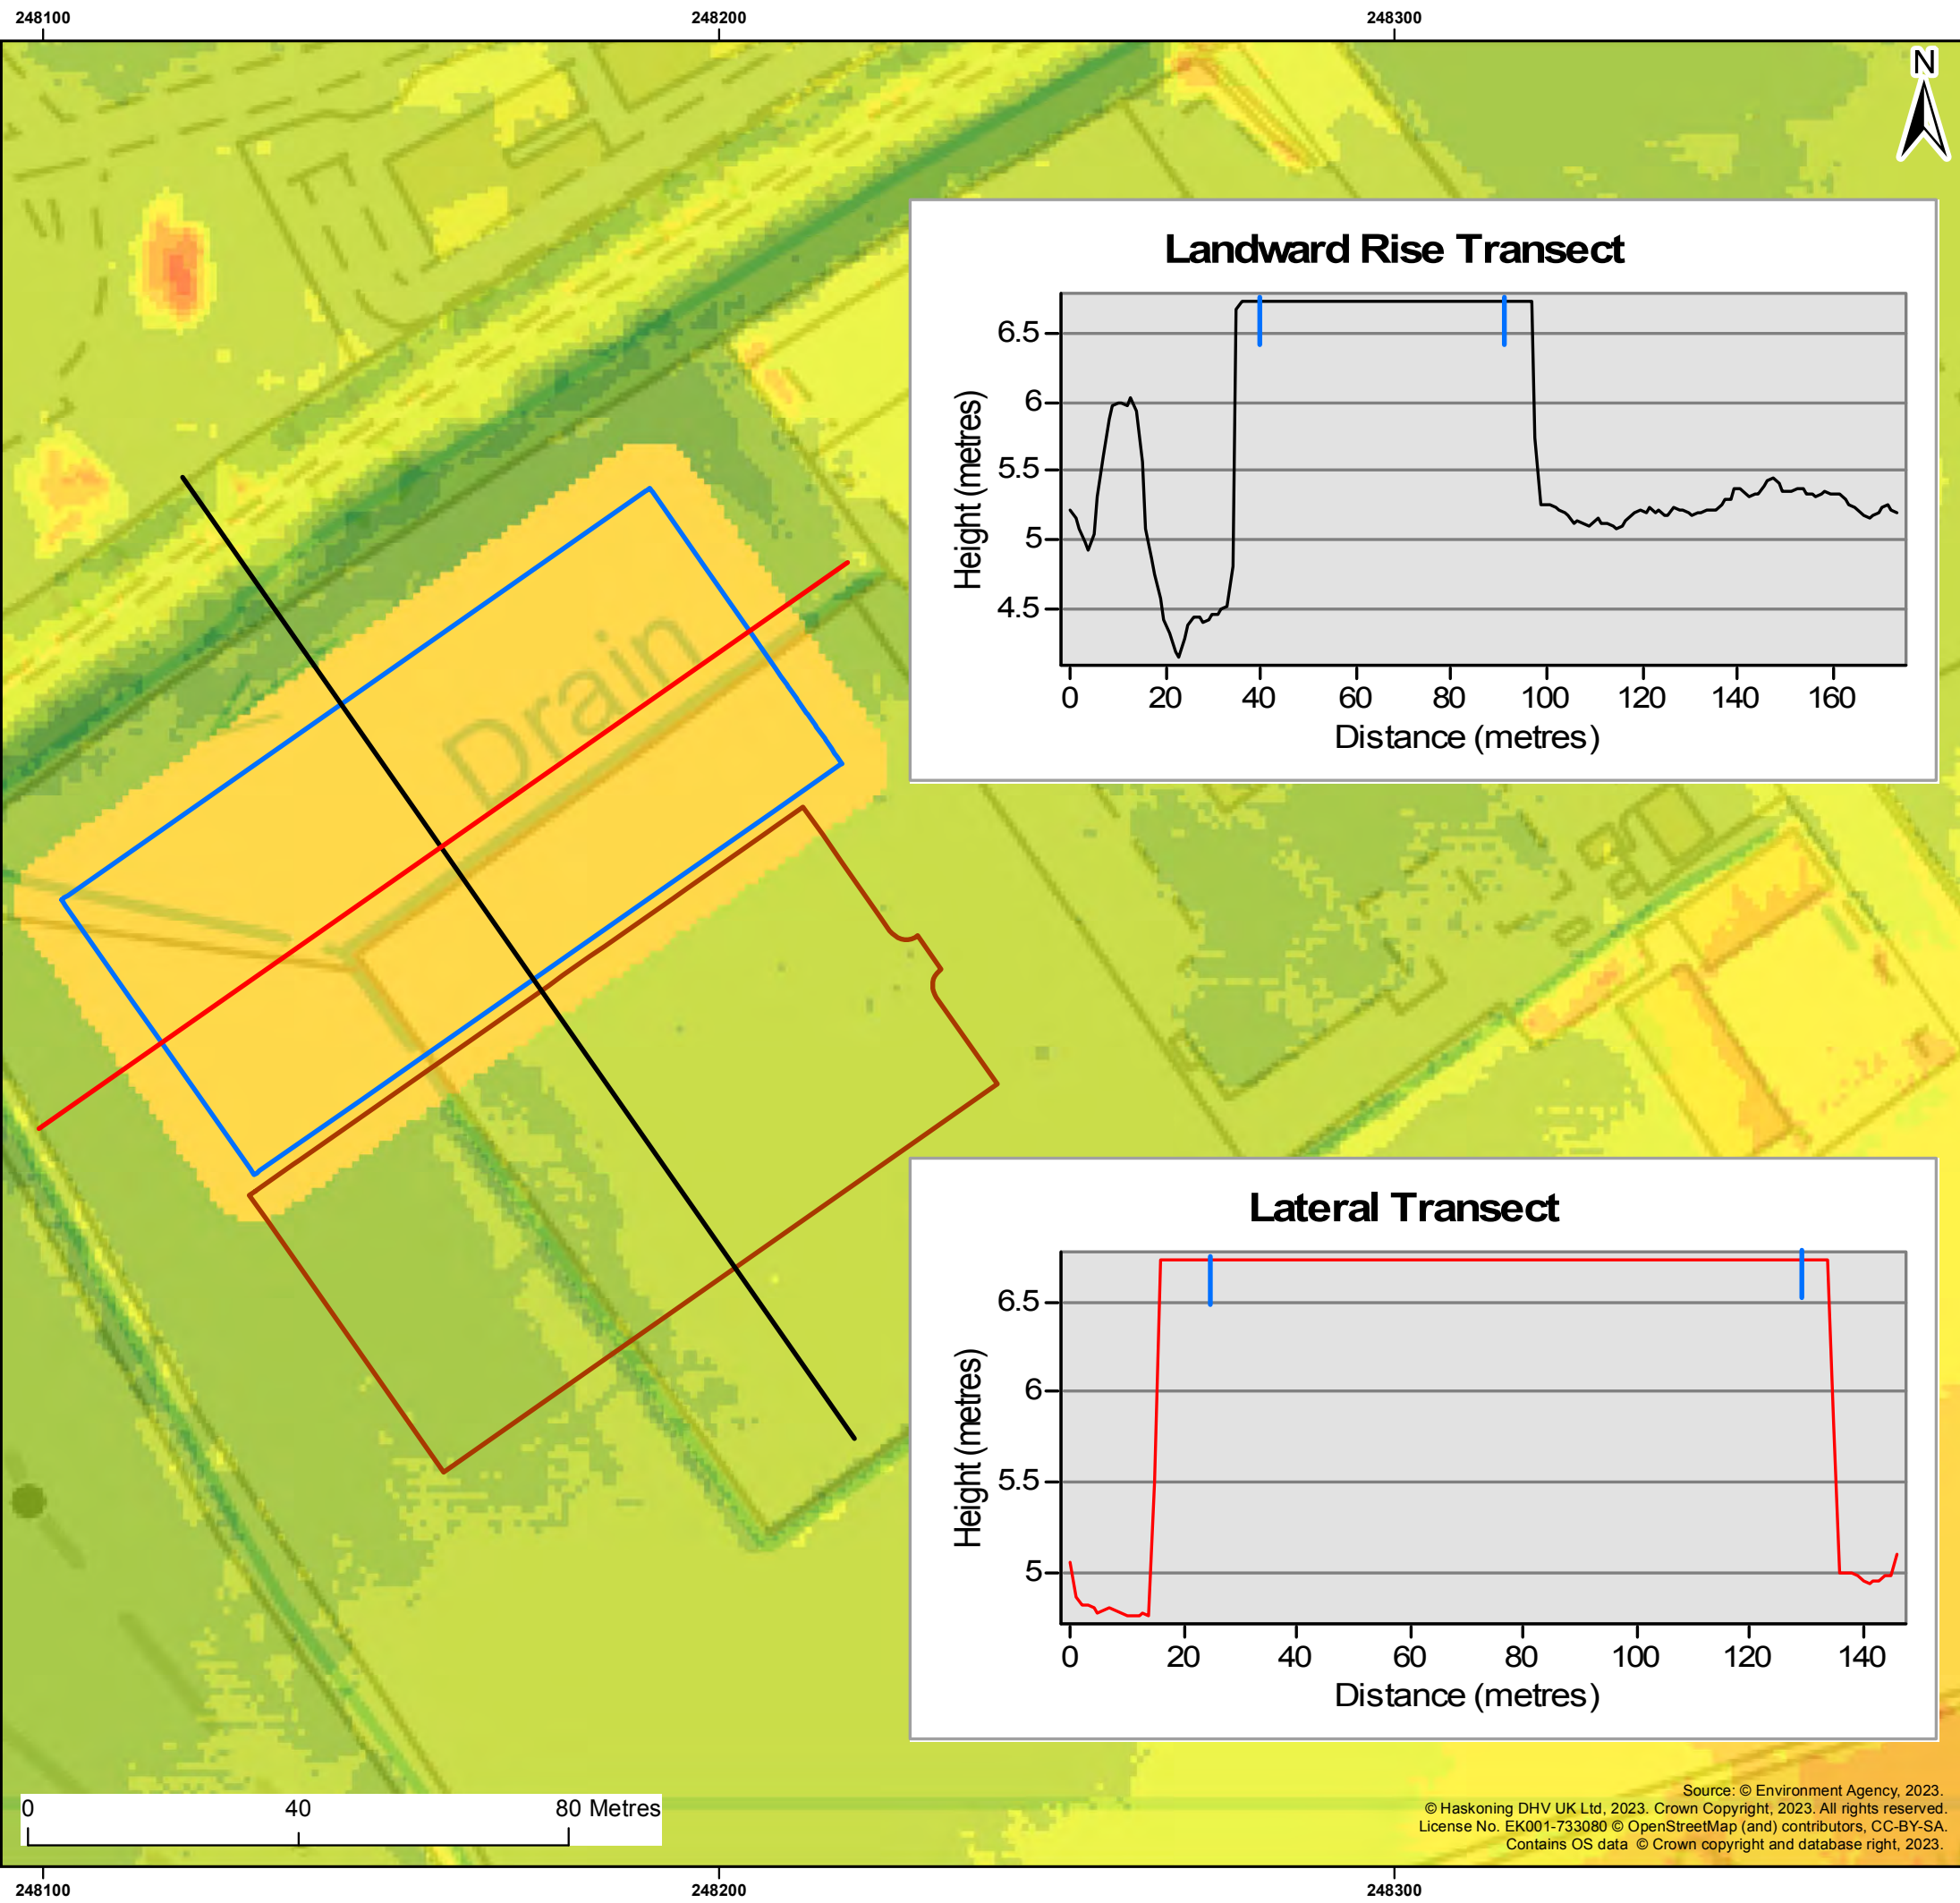 248100 248200 248300
N
Landward Rise Transect
Height (metres)
6.5
6
5.5
5
4.5
0 20 40 60 80 100 120 140 160
Distance (metres)
Drain
Lateral Transect
Height (metres)
6.5
6
5.5
5
0 20 40 60 80 100 120 140
Distance (metres)
0 40 80 Metres
Source: © Environment Agency, 2023.
© Haskoning DHV UK Ltd, 2023. Crown Copyright, 2023. All rights reserved.
License No. EK001-733080 © OpenStreetMap (and) contributors, CC-BY-SA.
Contains OS data © Crown copyright and database right, 2023.
248100 248200 248300